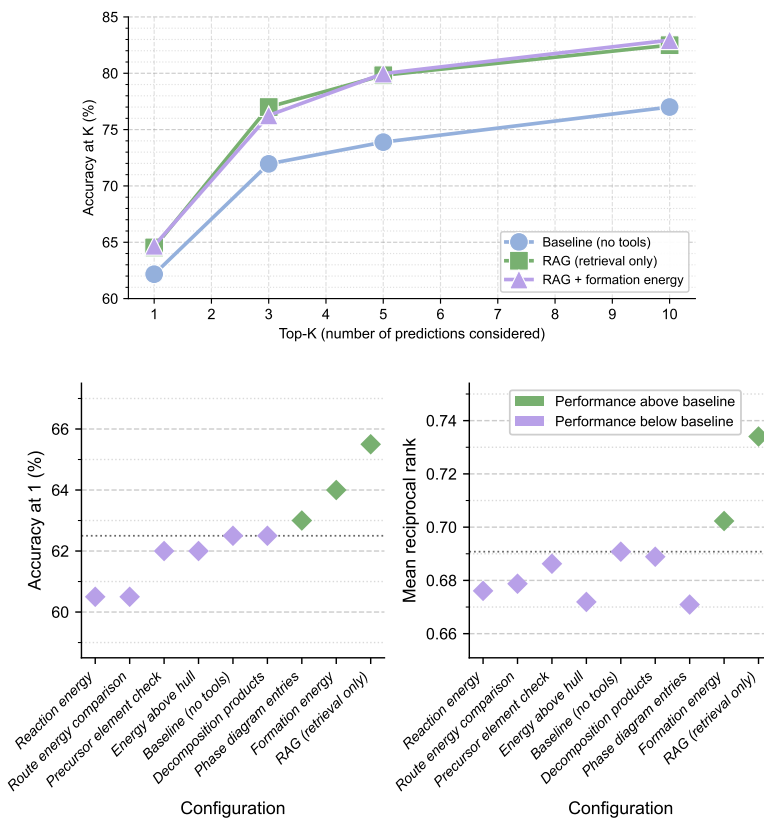 85
80
75
70
65
60
Accuracy at K (%)
1 2 3 4 5 6 7 8 9 10
Top-K (number of predictions considered)
Baseline (no tools)
RAG (retrieval only)
RAG + formation energy
66
64
62
60
Accuracy at 1 (%)
Reaction energy
Route energy comparison
Precursor element check
Energy above hull
Baseline (no tools)
Decomposition products
Phase diagram entries
Formation energy
RAG (retrieval only)
Configuration
Performance above baseline
Performance below baseline
0.74
0.72
0.70
0.68
0.66
Mean reciprocal rank
Reaction energy
Route energy comparison
Precursor element check
Energy above hull
Baseline (no tools)
Decomposition products
Phase diagram entries
Formation energy
RAG (retrieval only)
Configuration